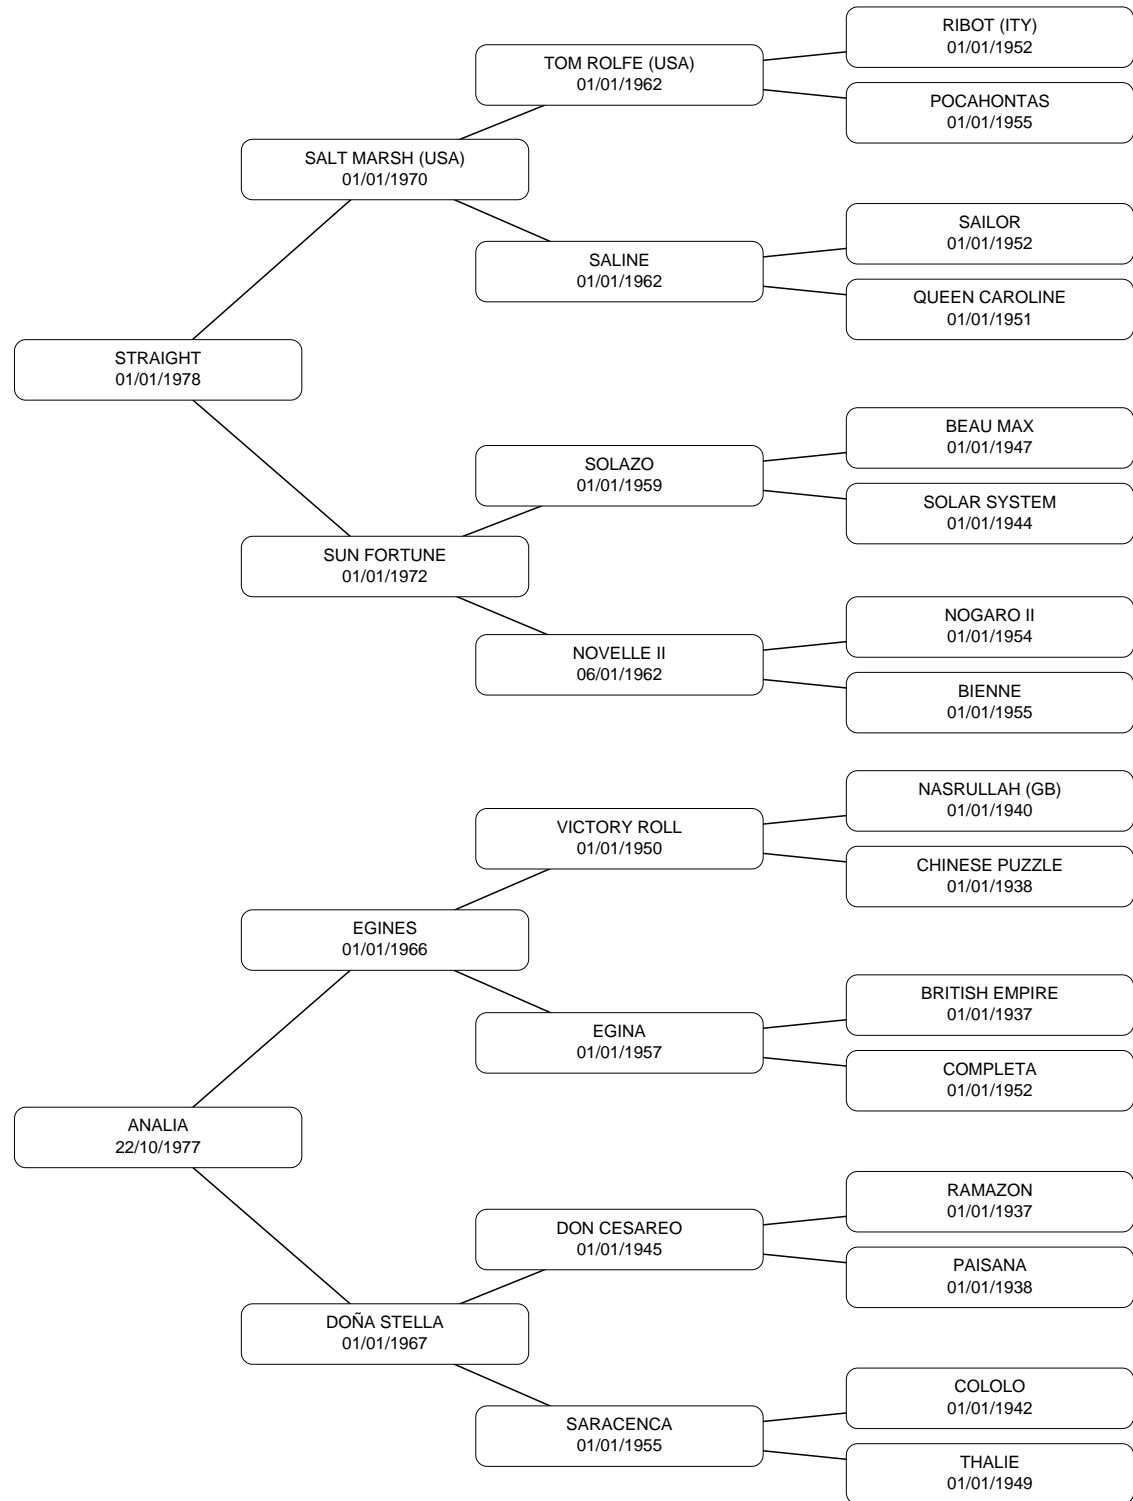 RIBOT (ITY)
01/01/1952
TOM ROLFE (USA)
01/01/1962
POCAHONTAS
01/01/1955
SALT MARSH (USA)
01/01/1970
SAILOR
01/01/1952
SALINE
01/01/1962
QUEEN CAROLINE
01/01/1951
STRAIGHT
01/01/1978
BEAU MAX
01/01/1947
SOLAZO
01/01/1959
SOLAR SYSTEM
01/01/1944
SUN FORTUNE
01/01/1972
NOGARO II
01/01/1954
NOVELLE II
06/01/1962
BIENNE
01/01/1955
NASRULLAH (GB)
01/01/1940
VICTORY ROLL
01/01/1950
CHINESE PUZZLE
01/01/1938
EGINES
01/01/1966
BRITISH EMPIRE
01/01/1937
EGINA
01/01/1957
COMPLETA
01/01/1952
ANALIA
22/10/1977
RAMAZON
01/01/1937
DON CESAREO
01/01/1945
PAISANA
01/01/1938
DOÑA STELLA
01/01/1967
COLOLO
01/01/1942
SARACENCA
01/01/1955
THALIE
01/01/1949